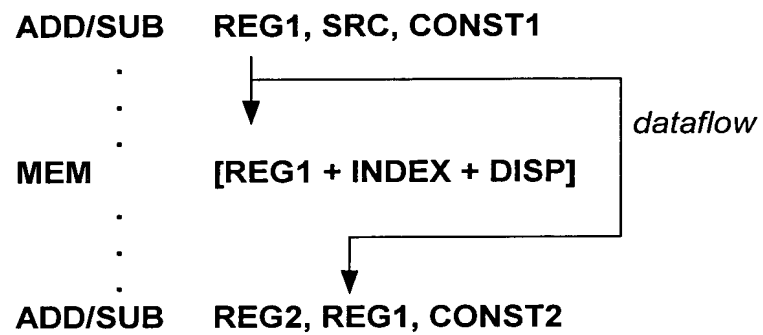 ADD/SUB REG1, SRC, CONST1
.
.
.
dataflow
MEM [REG1 + INDEX + DISP]
.
.
.
ADD/SUB REG2, REG1, CONST2